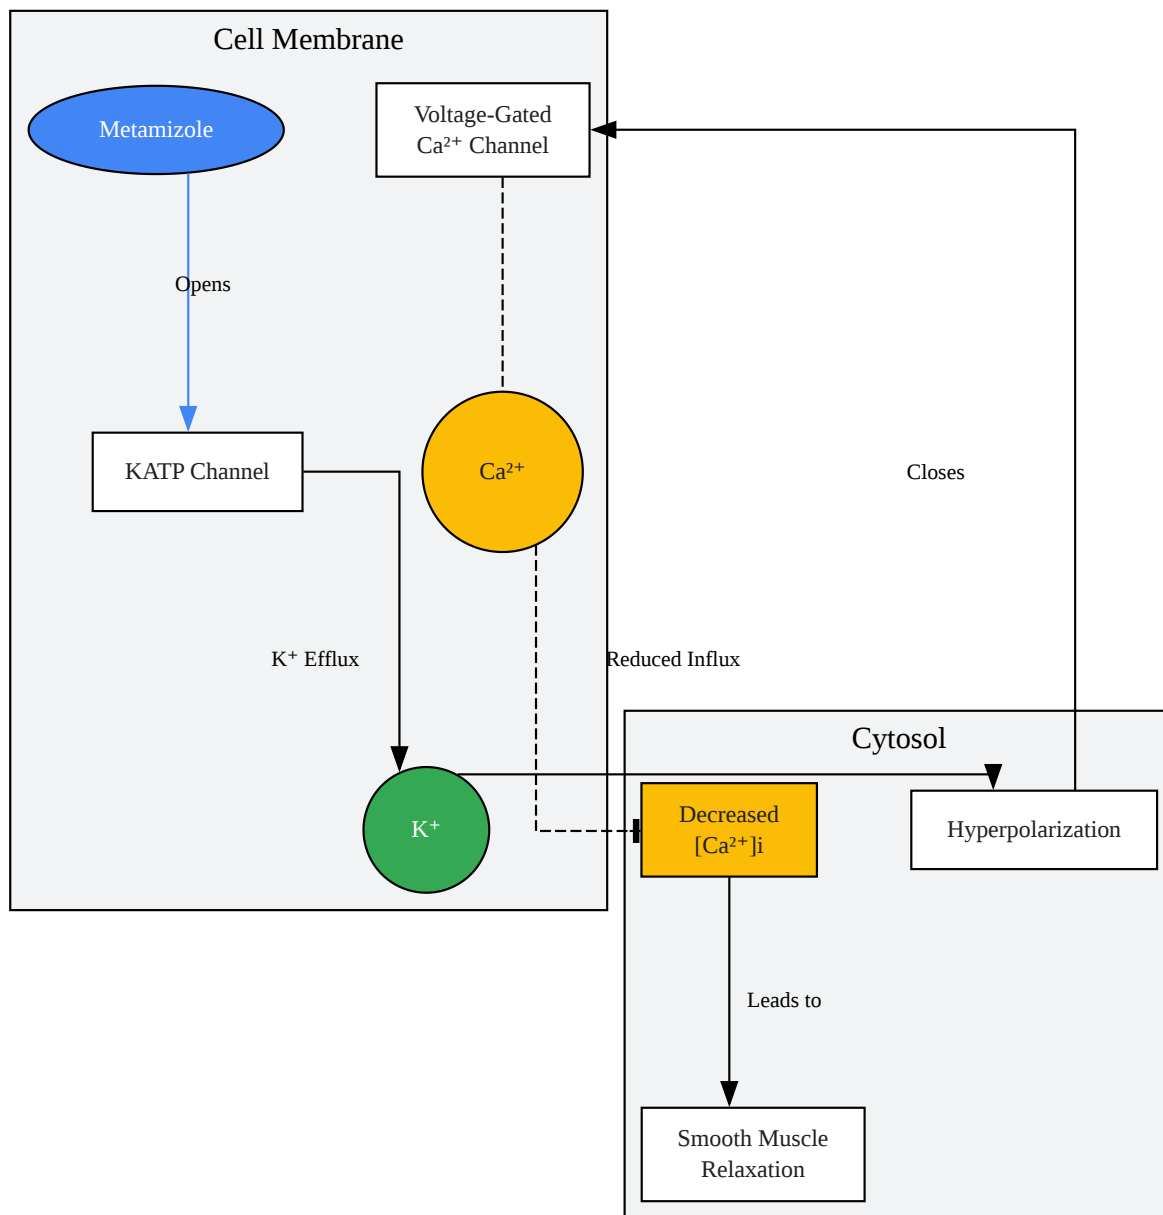 Cell Membrane
Metamizole
Voltage-Gated
Ca²⁺ Channel
Opens
KATP Channel
Ca²⁺
Closes
K⁺ Efflux
Reduced Influx
Cytosol
K⁺
Decreased
[Ca²⁺]i
Hyperpolarization
Leads to
Smooth Muscle
Relaxation